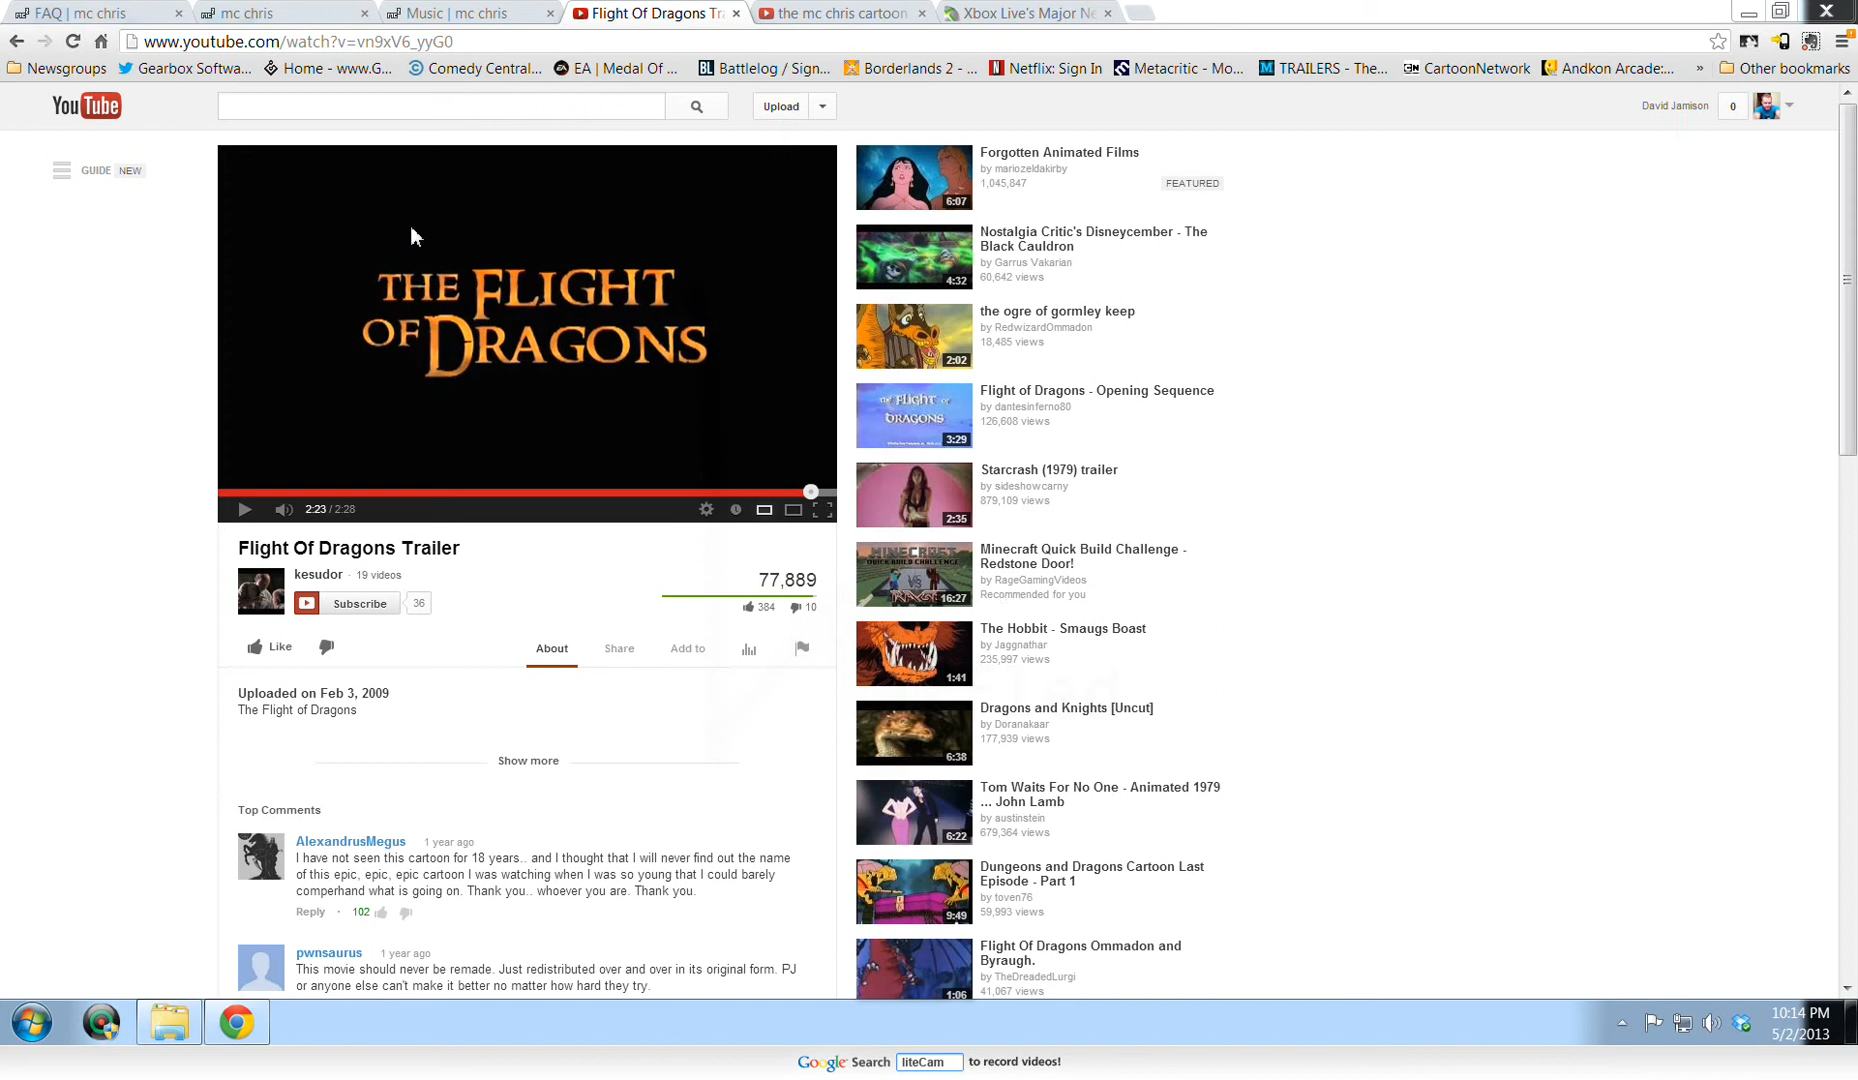 FAQ | mc chris
mc chris
Music | mc chris
Flight Of Dragons Tra
the mc chris cartoon
Xbox Live's Major Ne
www.youtube.com/watch?v=vn9xV6_yyG0
Newsgroups
Gearbox Softwa...
Home - www.G...
Comedy Central...
EA | Medal Of ...
Battlelog / Sign...
Borderlands 2 - ...
Netflix: Sign In
Metacritic - Mo...
TRAILERS - The...
CartoonNetwork
Andkon Arcade:...
»
Other bookmarks
YouTube
Upload
David Jamison
0
GUIDE NEW
THE FLIGHT
OF DRAGONS
2:23 / 2:28
Flight Of Dragons Trailer
kesudor · 19 videos
Subscribe 36
77,889
384 10
Like
About
Share
Add to
Uploaded on Feb 3, 2009
The Flight of Dragons
Show more
Top Comments
AlexandrusMegus 1 year ago
I have not seen this cartoon for 18 years.. and I thought that I will never find out the name
of this epic, epic, epic cartoon I was watching when I was so young that I could barely
comperhand what is going on. Thank you.. whoever you are. Thank you.
Reply · 102
pwnsaurus 1 year ago
This movie should never be remade. Just redistributed over and over in its original form. PJ
or anyone else can't make it better no matter how hard they try.
Forgotten Animated Films
by mariozeldakirby
1,045,847
FEATURED
6:07
Nostalgia Critic's Disneycember - The
Black Cauldron
by Garrus Vakarian
60,642 views
4:32
the ogre of gormley keep
by RedwizardOmmadon
18,485 views
2:02
Flight of Dragons - Opening Sequence
by dantesinferno80
126,608 views
THE FLIGHT OF
DRAGONS
3:29
Starcrash (1979) trailer
by sideshowcarny
879,109 views
2:35
Minecraft Quick Build Challenge -
Redstone Door!
by RageGamingVideos
Recommended for you
MINECRAFT
QUICK BUILD CHALLENGE
VS
RAGE
16:27
The Hobbit - Smaugs Boast
by Jaggnathar
235,997 views
1:41
Dragons and Knights [Uncut]
by Doranakaar
177,939 views
6:38
Tom Waits For No One - Animated 1979
... John Lamb
by austinstein
679,364 views
6:22
Dungeons and Dragons Cartoon Last
Episode - Part 1
by toven76
59,993 views
9:49
Flight Of Dragons Ommadon and
Byraugh.
by TheDreadedLurgi
41,067 views
1:06
10:14 PM
5/2/2013
Google Search liteCam to record videos!